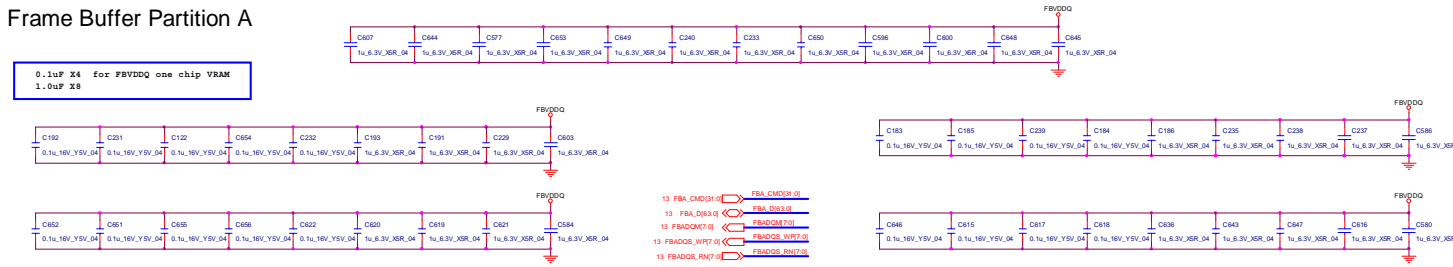 Frame Buffer Partition A
FBVDDQ
C607 C644 C577 C653 C649 C240 C233 C650 C596 C600 C648 C645
1u_6.3V_X5R_04 1u_6.3V_X5R_04 1u_6.3V_X5R_04 1u_6.3V_X5R_04 1u_6.3V_X5R_04 1u_6.3V_X5R_04 1u_6.3V_X5R_04 1u_6.3V_X5R_04 1u_6.3V_X5R_04 1u_6.3V_X5R_04 1u_6.3V_X5R_04 1u_6.3V_X5R_04
0.1uF X4 for FBVDDQ one chip VRAM
1.0uF X8
FBVDDQ
C192 C231 C122 C654 C232 C193 C191 C229 C603
0.1u_16V_Y5V_04 0.1u_16V_Y5V_04 0.1u_16V_Y5V_04 0.1u_16V_Y5V_04 0.1u_16V_Y5V_04 1u_6.3V_X5R_04 1u_6.3V_X5R_04 1u_6.3V_X5R_04 1u_6.3V_X5R_04
FBVDDQ
C183 C185 C239 C184 C186 C235 C238 C237 C586
0.1u_16V_Y5V_04 0.1u_16V_Y5V_04 0.1u_16V_Y5V_04 0.1u_16V_Y5V_04 1u_6.3V_X5R_04 1u_6.3V_X5R_04 1u_6.3V_X5R_04 1u_6.3V_X5R_04 1u_6.3V_X5R
FBVDDQ
C652 C651 C655 C656 C622 C620 C619 C621 C584
0.1u_16V_Y5V_04 0.1u_16V_Y5V_04 0.1u_16V_Y5V_04 0.1u_16V_Y5V_04 0.1u_16V_Y5V_04 1u_6.3V_X5R_04 1u_6.3V_X5R_04 1u_6.3V_X5R_04 1u_6.3V_X5R_04
13 FBA_CMD[31:0] FBA_CMD[31:0]
13 FBA_D[63:0] FBA_D[63:0]
13 FBADQM[7:0] FBADQM[7:0]
13 FBADQS_WP[7:0] FBADQS_WP[7:0]
13 FBADQS_RN[7:0] FBADQS_RN[7:0]
FBVDDQ
C646 C615 C617 C618 C636 C643 C647 C616 C580
0.1u_16V_Y5V_04 0.1u_16V_Y5V_04 0.1u_16V_Y5V_04 0.1u_16V_Y5V_04 1u_6.3V_X5R_04 1u_6.3V_X5R_04 1u_6.3V_X5R_04 1u_6.3V_X5R_04 1u_6.3V_X5R